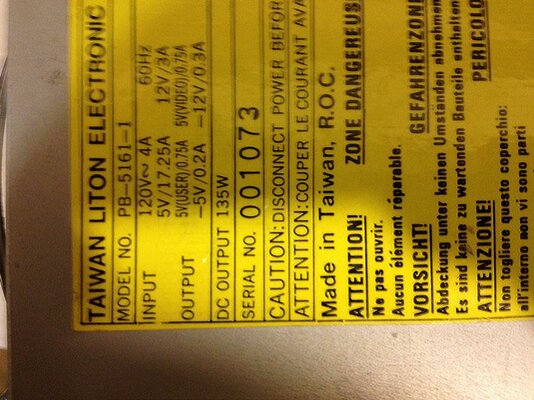 TAIWAN LITON ELECTRONIC
MODEL NO. PB-5161-1
INPUT 120V~ 4A 60Hz
OUTPUT 5V/17.25A 12V/3A
5V(USER)/0.75A 5V(VIDEO)/0.75A
-5V/0.2A -12V/0.3A
DC OUTPUT 135W
SERIAL NO. 001073
CAUTION: DISCONNECT POWER BEFOR
ATTENTION: COUPER LE COURANT AVA
Made in Taiwan, R.O.C.
ATTENTION! ZONE DANGEREUS
Ne pas ouvrir.
Aucun élément réparable.
VORSICHT! GEFAHRENZONE
Abdeckung unter keinen Umständen abnehmen
Es sind keine zu wartenden Bauteile enthalten
ATTENZIONE! PERICOLO
Non togliere questo coperchio:
all'interno non vi sono parti